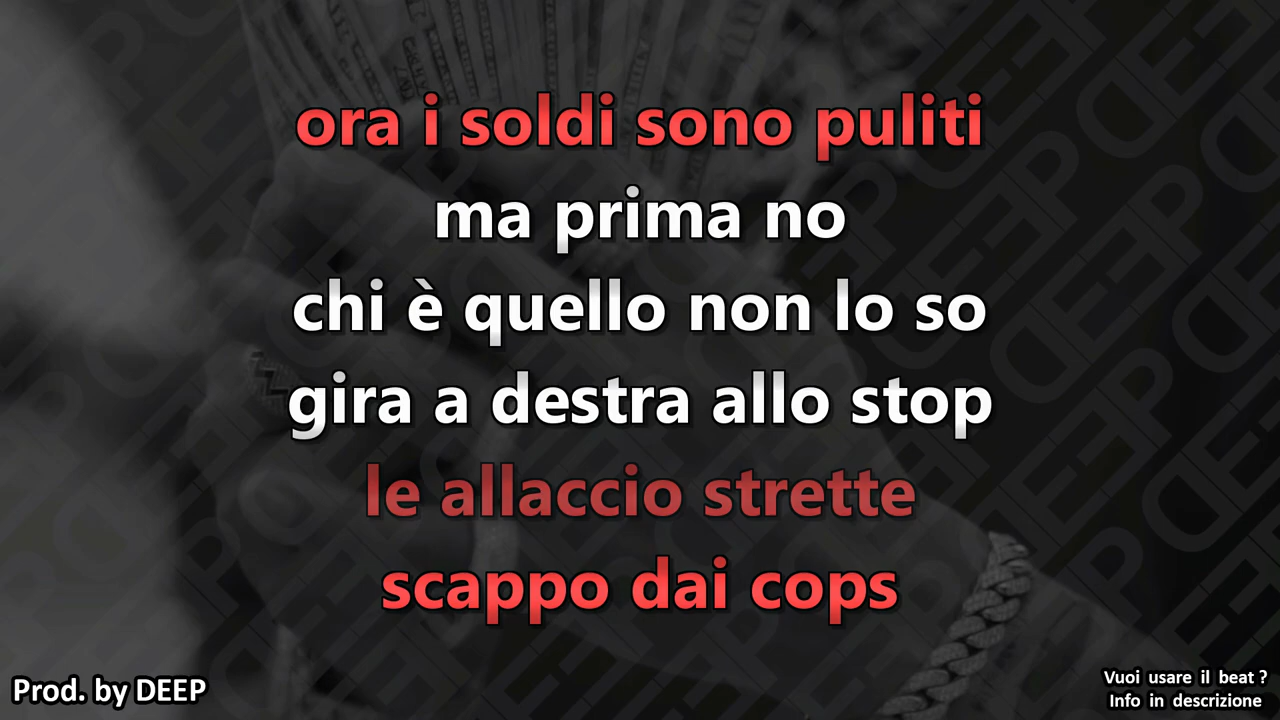 ora i soldi sono puliti
ma prima no
chi è quello non lo so
gira a destra allo stop
le allaccio strette
scappo dai cops
Prod. by DEEP
Vuoi usare il beat ?
Info in descrizione
DEEP